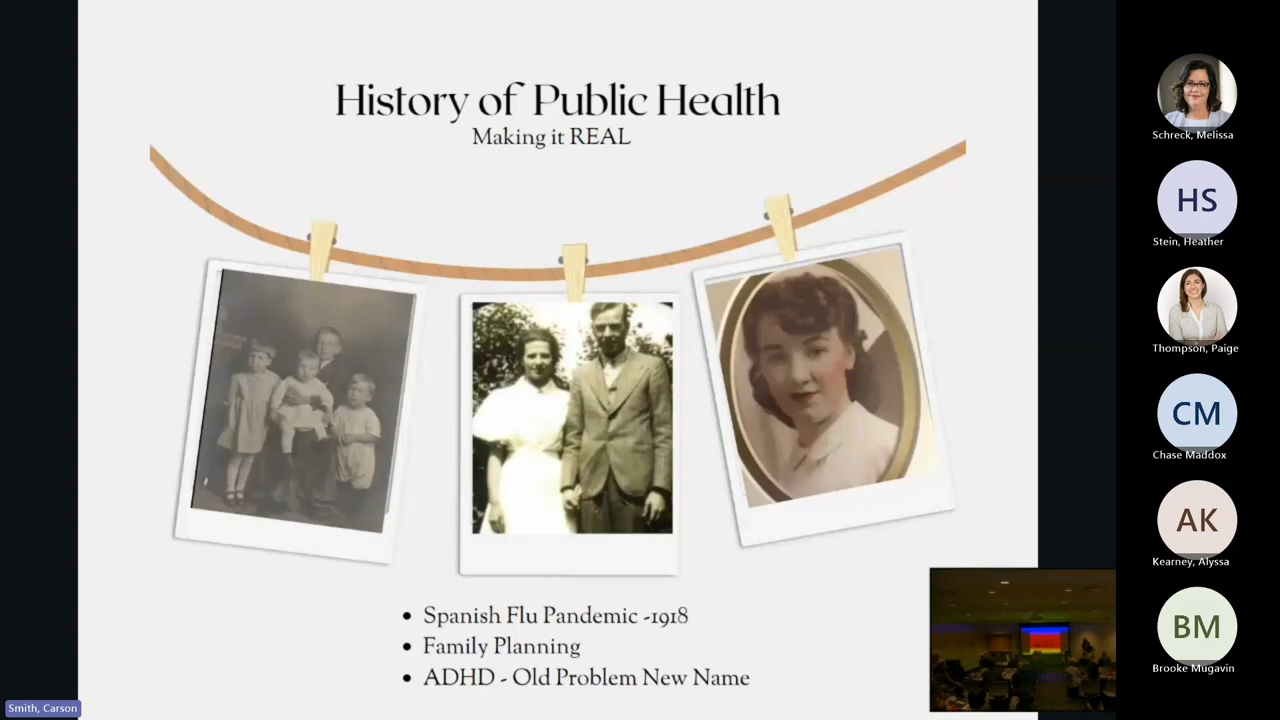 History of Public Health
Making it REAL
• Spanish Flu Pandemic -1918
• Family Planning
• ADHD - Old Problem New Name
Schreck, Melissa
HS
Stein, Heather
Thompson, Paige
CM
Chase Maddox
AK
Kearney, Alyssa
BM
Brooke Mugavin
Smith, Carson